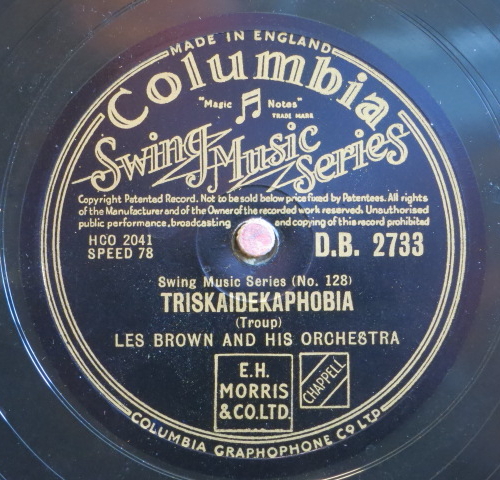 MADE IN ENGLAND
Columbia
"Magic Notes"
TRADE MARK
Swing Music Series
Copyright Patented Record. Not to be sold below price fixed by Patentees. All rights
of the Manufacturer and of the Owner of the recorded work reserved. Unauthorised
public performance, broadcasting and copying of this record prohibited
HCO 2041
SPEED 78
D.B. 2733
Swing Music Series (No. 128)
TRISKAIDEKAPHOBIA
(Troup)
LES BROWN AND HIS ORCHESTRA
E.H.
MORRIS
& CO. LTD.
CHAPPELL
COLUMBIA GRAPHOPHONE CO LTD